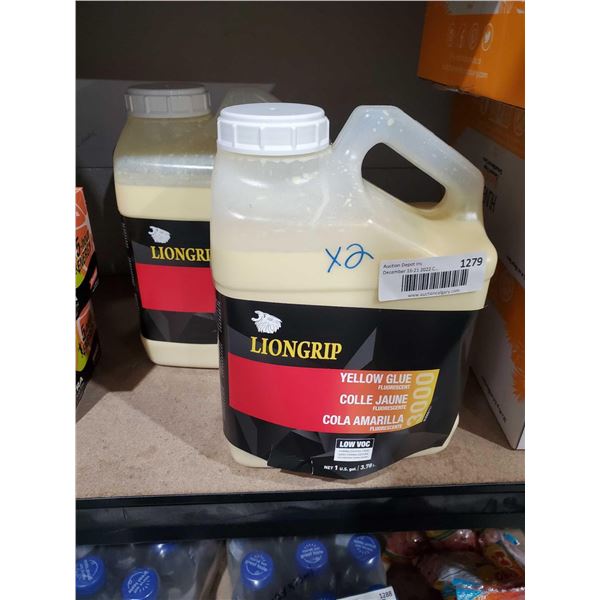 LIONGRIP
X2
Auction Depot Inc
December 16-21 2022 C...
1279
www.auctioncalgary.com
LIONGRIP
YELLOW GLUE
FLUORESCENT
COLLE JAUNE
FLUORESCENTE
COLA AMARILLA
FLUORESCENTE
3000
LOW VOC
NET 1 U.S. gal. / 3.78
1288